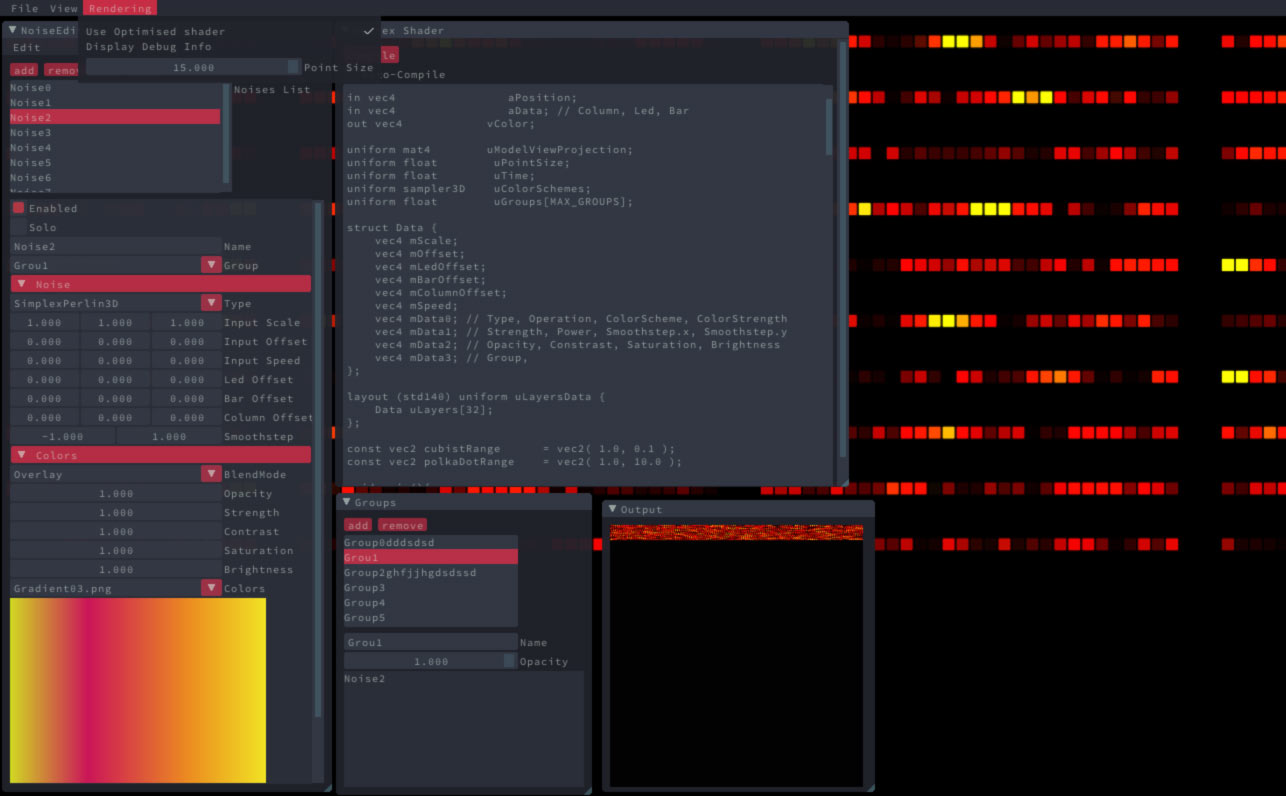 File View Rendering
Use Optimised shader
Display Debug Info
15.000 Point Size
NoiseEdi
Edit
add remov
Noises List
Noise0
Noise1
Noise2
Noise3
Noise4
Noise5
Noise6
Enabled
Solo
Noise2 Name
Grou1 Group
Noise
SimplexPerlin3D Type
1.000 1.000 1.000 Input Scale
0.000 0.000 0.000 Input Offset
0.000 0.000 0.000 Input Speed
0.000 0.000 0.000 Led Offset
0.000 0.000 0.000 Bar Offset
0.000 0.000 0.000 Column Offset
-1.000 1.000 Smoothstep
Colors
Overlay BlendMode
1.000 Opacity
1.000 Strength
1.000 Contrast
1.000 Saturation
1.000 Brightness
Gradient03.png Colors
ex Shader
le
o-Compile
in vec4 aPosition;
in vec4 aData; // Column, Led, Bar
out vec4 vColor;
uniform mat4 uModelViewProjection;
uniform float uPointSize;
uniform float uTime;
uniform sampler3D uColorSchemes;
uniform float uGroups[MAX_GROUPS];
struct Data {
vec4 mScale;
vec4 mOffset;
vec4 mLedOffset;
vec4 mBarOffset;
vec4 mColumnOffset;
vec4 mSpeed;
vec4 mData0; // Type, Operation, ColorScheme, ColorStrength
vec4 mData1; // Strength, Power, Smoothstep.x, Smoothstep.y
vec4 mData2; // Opacity, Constrast, Saturation, Brightness
vec4 mData3; // Group,
};
layout (std140) uniform uLayersData {
Data uLayers[32];
};
const vec2 cubistRange = vec2( 1.0, 0.1 );
const vec2 polkaDotRange = vec2( 1.0, 10.0 );
Groups
add remove
Group0dddsdsd
Grou1
Group2ghfjjhgdsdssd
Group3
Group4
Group5
Grou1 Name
1.000 Opacity
Noise2
Output